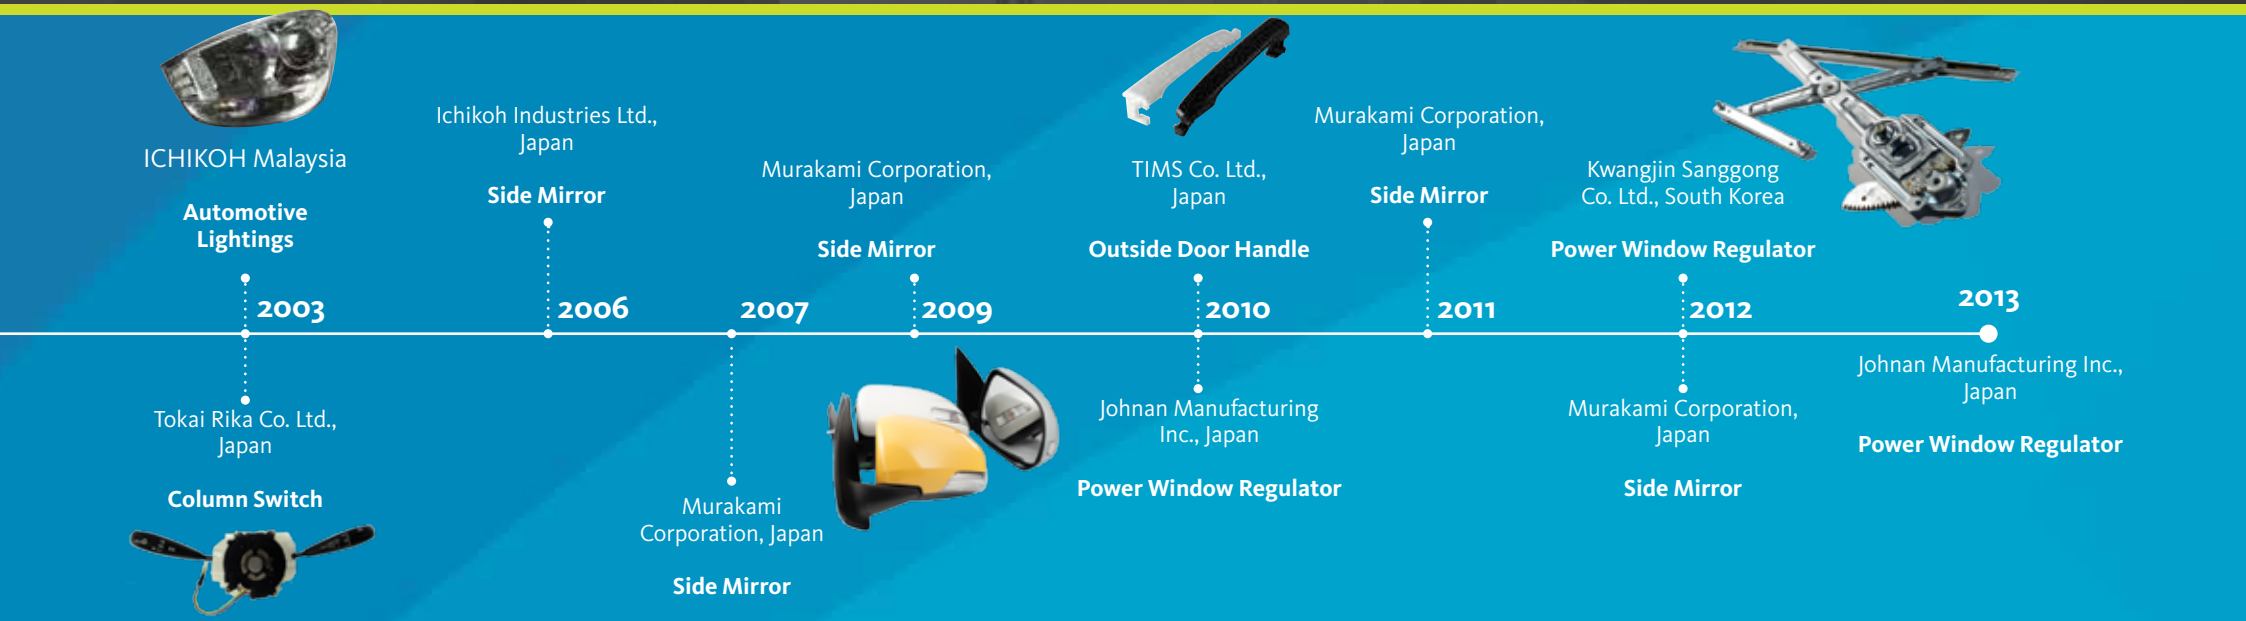 ICHIKOH Malaysia
Automotive
Lightings
2003
Tokai Rika Co. Ltd.,
Japan
Column Switch
Ichikoh Industries Ltd.,
Japan
Side Mirror
2006
2007
Murakami
Corporation, Japan
Side Mirror
Murakami Corporation,
Japan
Side Mirror
2009
TIMS Co. Ltd.,
Japan
Outside Door Handle
2010
Johnan Manufacturing
Inc., Japan
Power Window Regulator
Murakami Corporation,
Japan
Side Mirror
2011
Kwangjin Sanggong
Co. Ltd., South Korea
Power Window Regulator
2012
Murakami Corporation,
Japan
Side Mirror
2013
Johnan Manufacturing Inc.,
Japan
Power Window Regulator